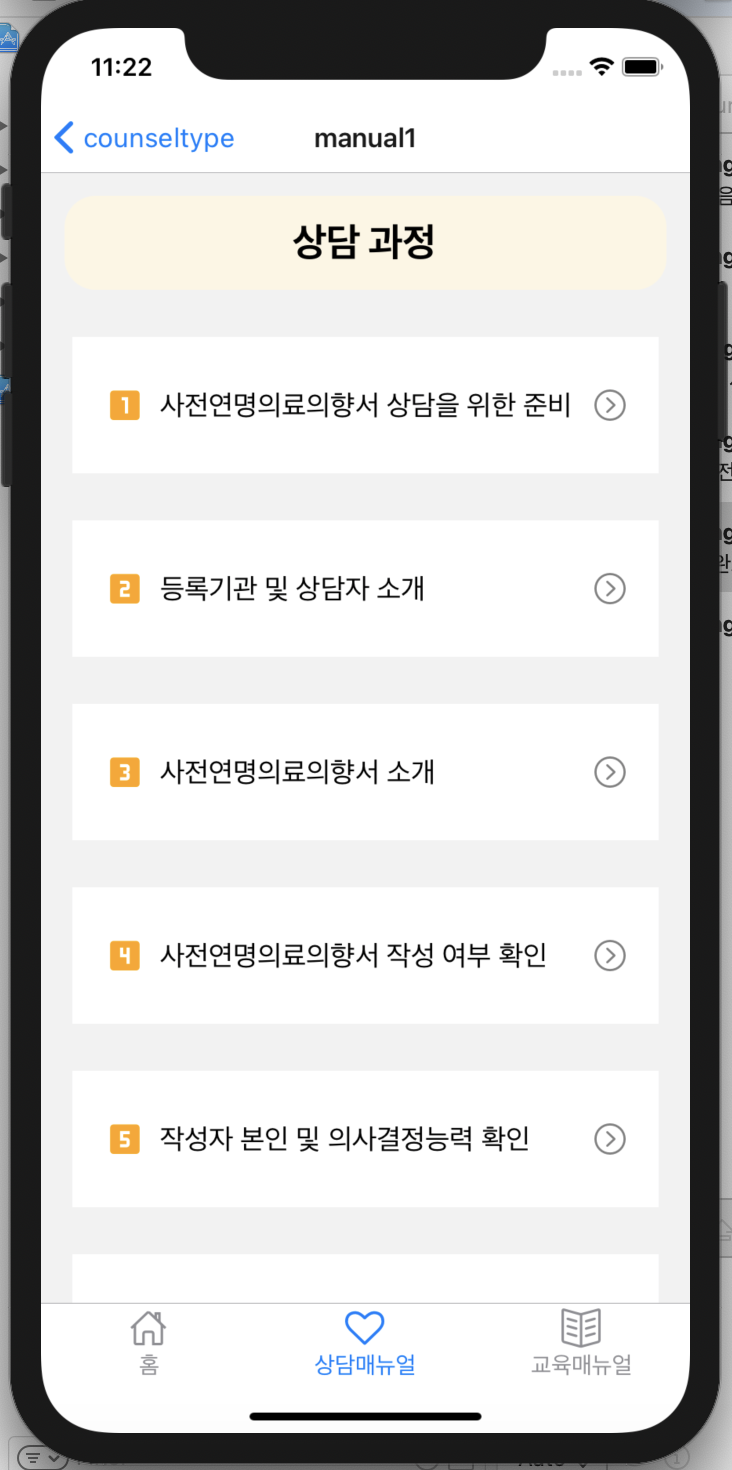 11:22
counseltype
manual1
상담 과정
1 사전연명의료의향서 상담을 위한 준비
2 등록기관 및 상담자 소개
3 사전연명의료의향서 소개
4 사전연명의료의향서 작성 여부 확인
5 작성자 본인 및 의사결정능력 확인
홈
상담매뉴얼
교육매뉴얼